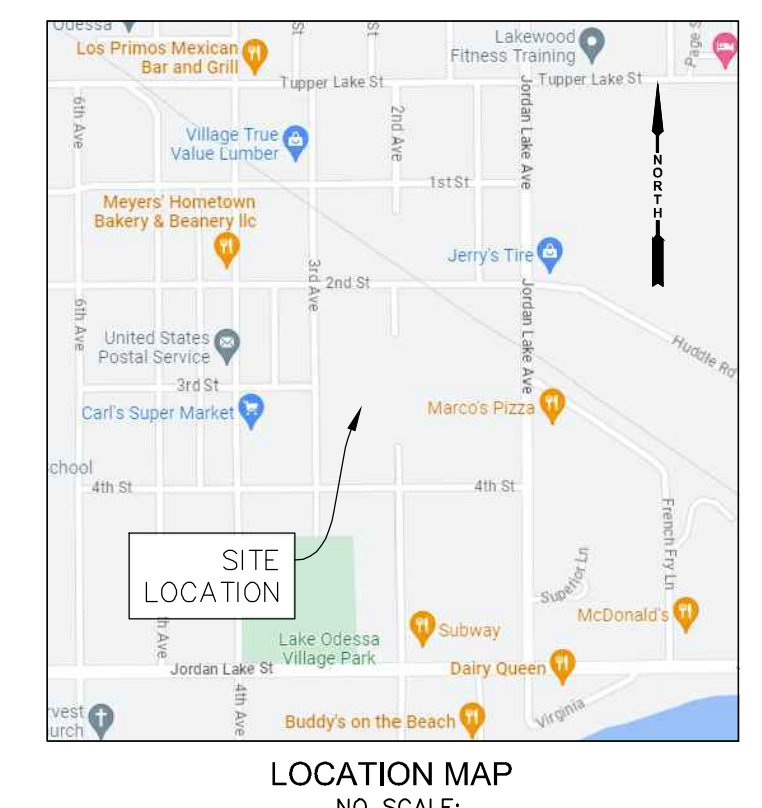 Odessa
Los Primos Mexican
Bar and Grill
St
St
Lakewood
Fitness Training
Page S
Tupper Lake St
Tupper Lake St
6th Ave
2nd Ave
Jordan Lake Ave
NORTH
Village True
Value Lumber
1st St
Meyers' Hometown
Bakery & Beanery llc
Jerry's Tire
3rd Ave
2nd St
6th Ave
Jordan Lake Ave
Huddle Rd
United States
Postal Service
3rd St
Carl's Super Market
Marco's Pizza
chool
4th St
4th St
French Fry Ln
SITE
LOCATION
Superior Ln
McDonald's
th Ave
Subway
Lake Odessa
Village Park
Jordan Lake St
Dairy Queen
4th Ave
Virginia
rvest
urch
Buddy's on the Beach
LOCATION MAP
NO SCALE: